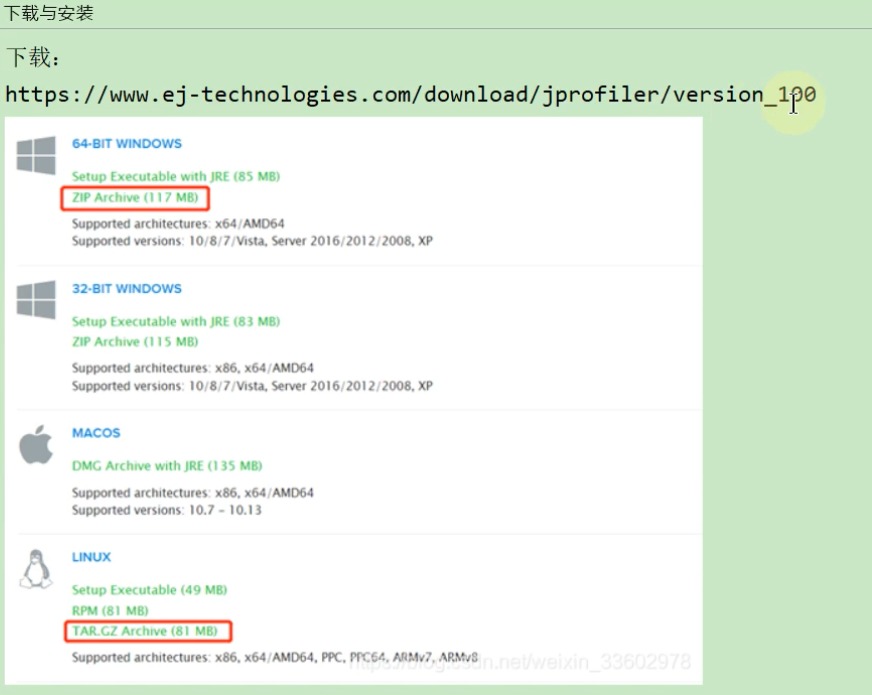 下载与安装
下载：
https://www.ej-technologies.com/download/jprofiler/version_100
64-BIT WINDOWS
Setup Executable with JRE (85 MB)
ZIP Archive (117 MB)
Supported architectures: x64/AMD64
Supported versions: 10/8/7/Vista, Server 2016/2012/2008, XP
32-BIT WINDOWS
Setup Executable with JRE (83 MB)
ZIP Archive (115 MB)
Supported architectures: x86, x64/AMD64
Supported versions: 10/8/7/Vista, Server 2016/2012/2008, XP
MACOS
DMG Archive with JRE (135 MB)
Supported architectures: x86, x64/AMD64
Supported versions: 10.7 – 10.13
LINUX
Setup Executable (49 MB)
RPM (81 MB)
TAR.GZ Archive (81 MB)
Supported architectures: x86, x64/AMD64, PPC, PPC64, ARMv7, ARMv8
https://blog.csdn.net/weixin_33602978